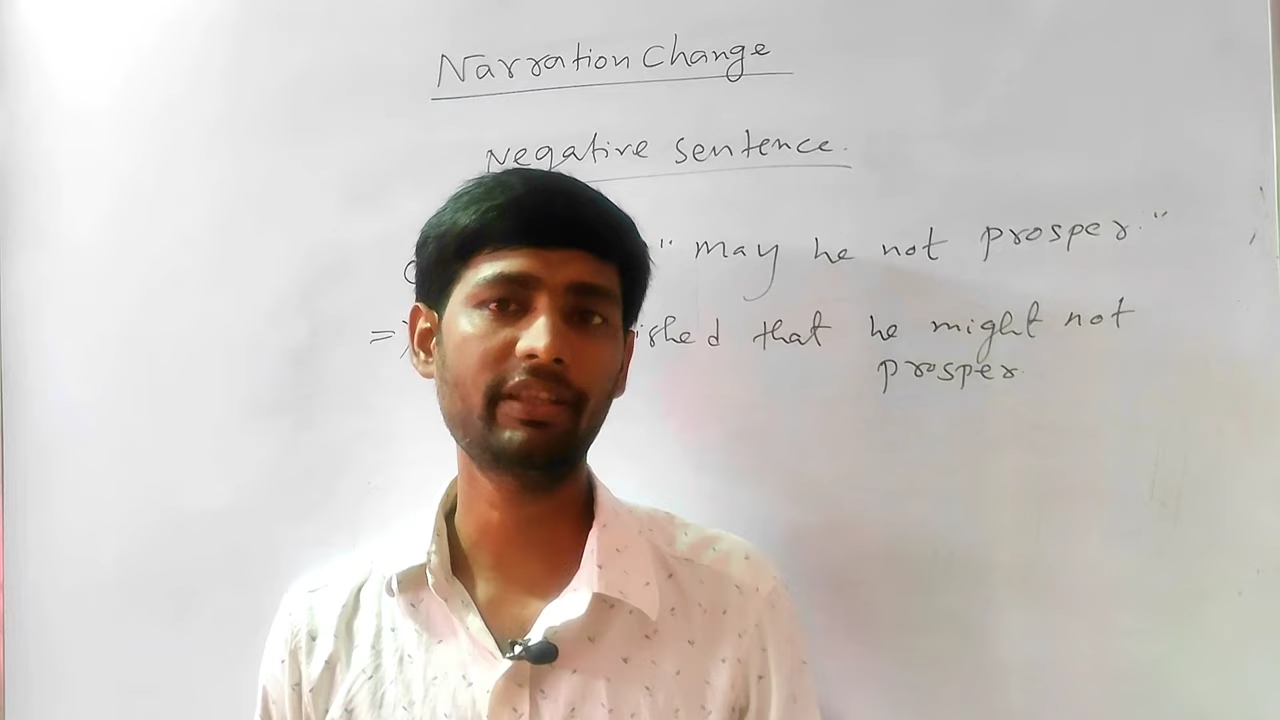 Narration Change
Negative sentence.
" may he not prosper."
ished that he might not
prosper.